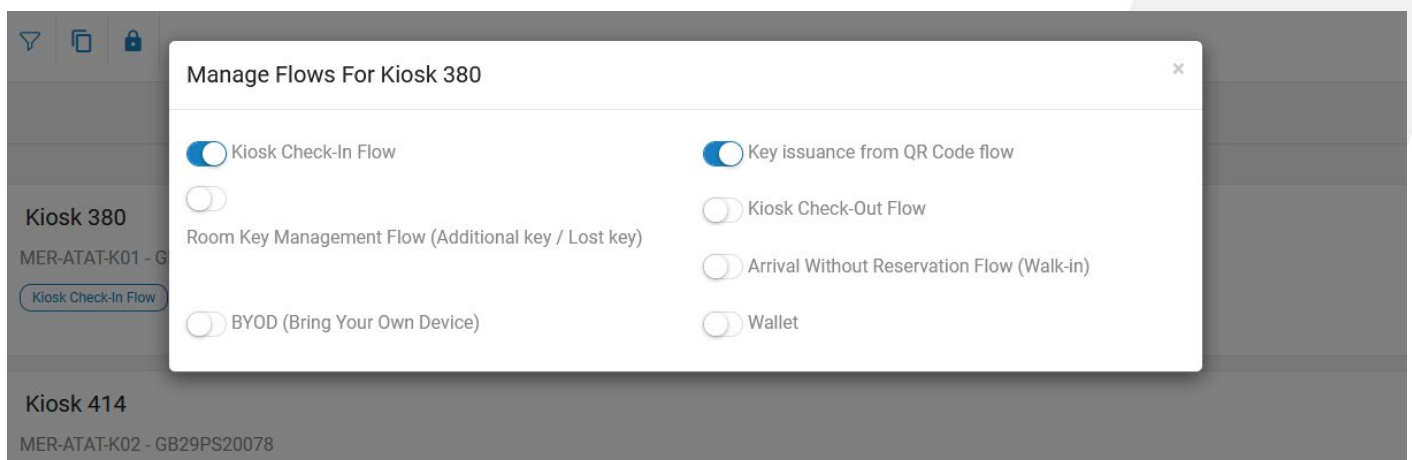 Manage Flows For Kiosk 380
×
Kiosk Check-In Flow
Key issuance from QR Code flow
Room Key Management Flow (Additional key / Lost key)
Kiosk Check-Out Flow
Arrival Without Reservation Flow (Walk-in)
BYOD (Bring Your Own Device)
Wallet
Kiosk 380
MER-ATAT-K01 - G
Kiosk Check-In Flow
Kiosk 414
MER-ATAT-K02 - GB29PS20078